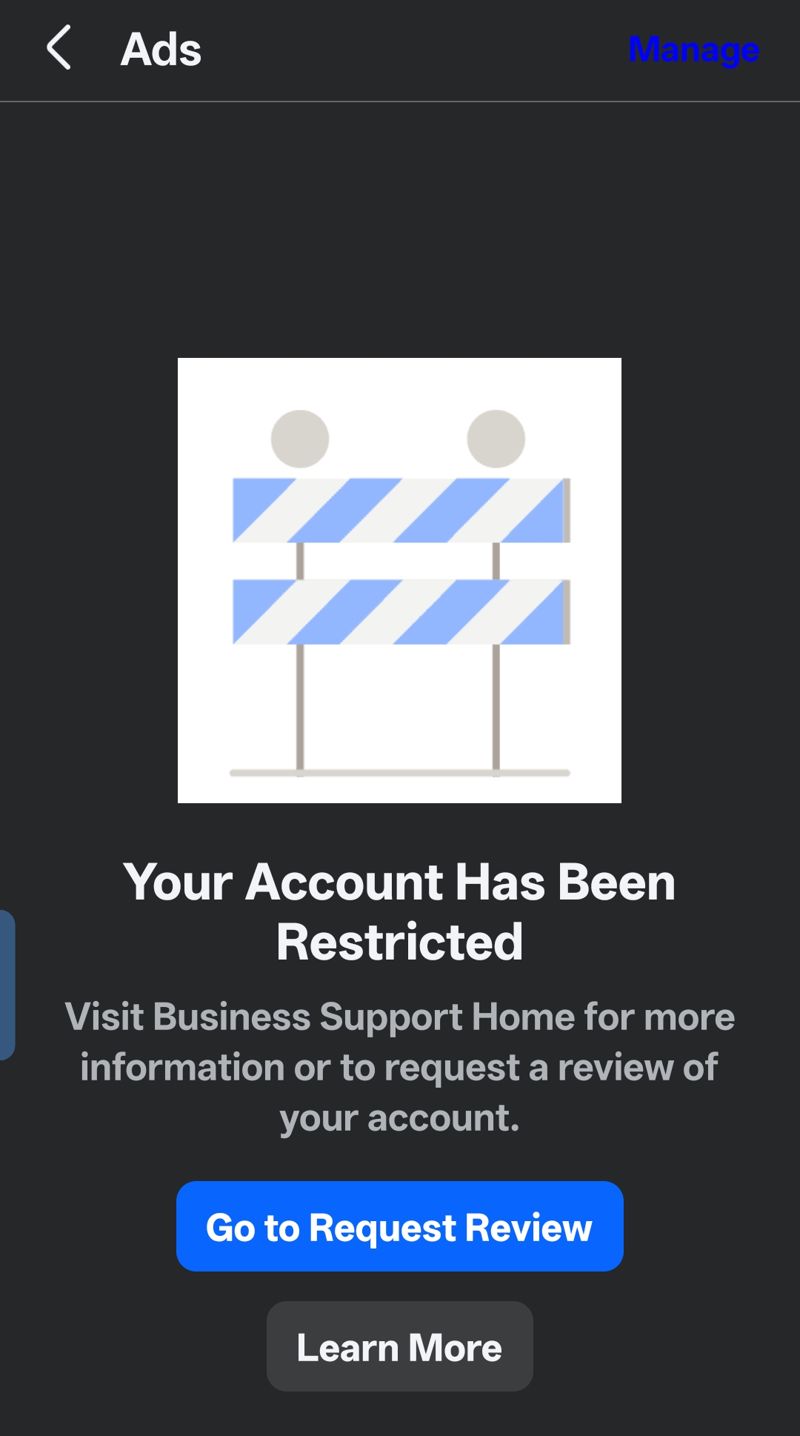 Ads
Manage
Your Account Has Been
Restricted
Visit Business Support Home for more
information or to request a review of
your account.
Go to Request Review
Learn More